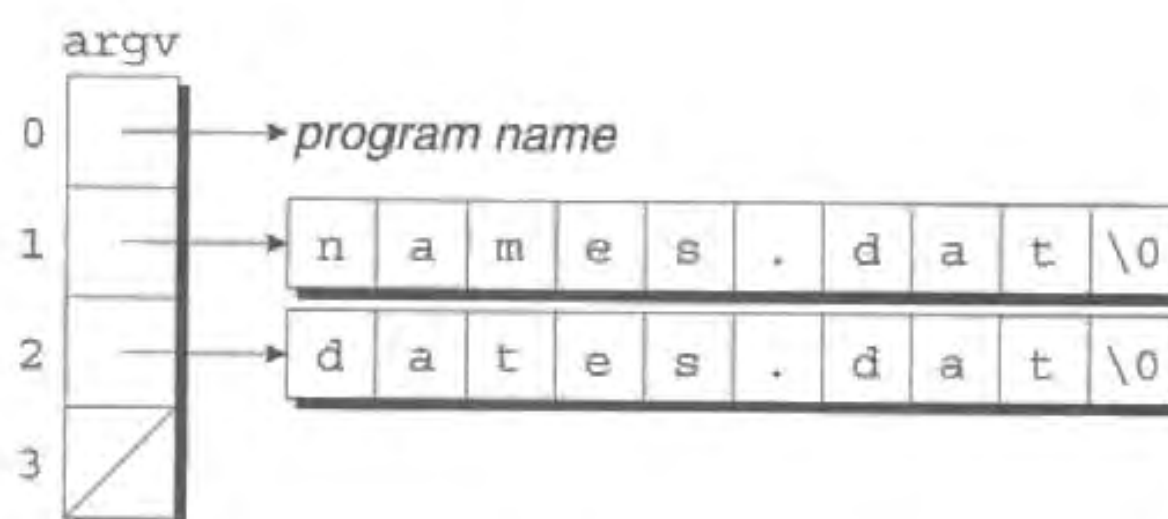 argv
0 program name
1 n a m e s . d a t \0
2 d a t e s . d a t \0
3